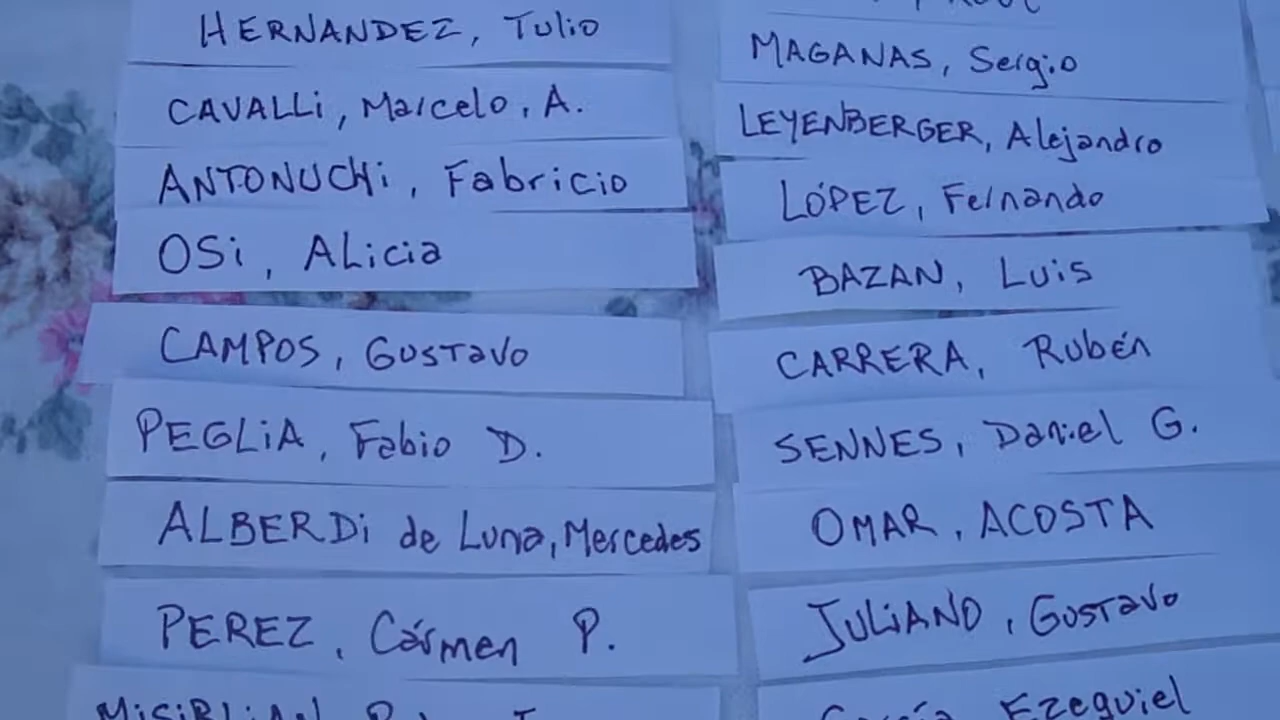 HERNANDEZ, Tulio
CAVALLi, Marcelo, A.
ANTONUCHi, Fabricio
OSi, ALicia
CAMPOS, GUSTavo
PEGLiA, Fabio D.
ALBERDi de Luna, Mercedes
PEREZ, Cármen P.
MAGANAS, Sergio
LEYENBERGER, Alejandro
LÓPEZ, Fernando
BAZAN, Luis
CARRERA, Rubén
SENNES, Daniel G.
OMAR, ACOSTA
JULiANO, GUSTavo
Ezequiel